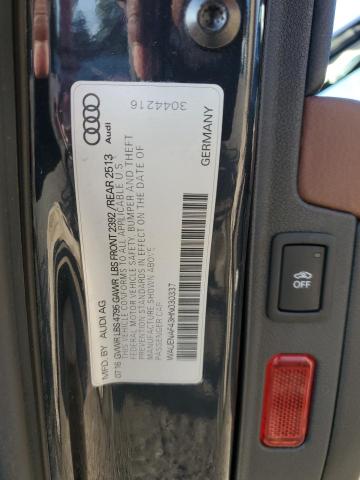 MFD. BY AUDI AG
07/16 GVWR LBS 4795 GAWR LBS FRONT 2392 /REAR 2513
THIS CAR CONFORMS TO ALL APPLICABLE U S
FEDERAL MOTOR VEHICLE SAFETY, BUMPER AND THEFT
PREVENTION STANDARDS IN EFFECT ON THE DATE OF
MANUFACTURE SHOWN ABOVE
PASSENGER CAR
WAUENAF43HN030337
GERMANY
Audi
3044216
OFF